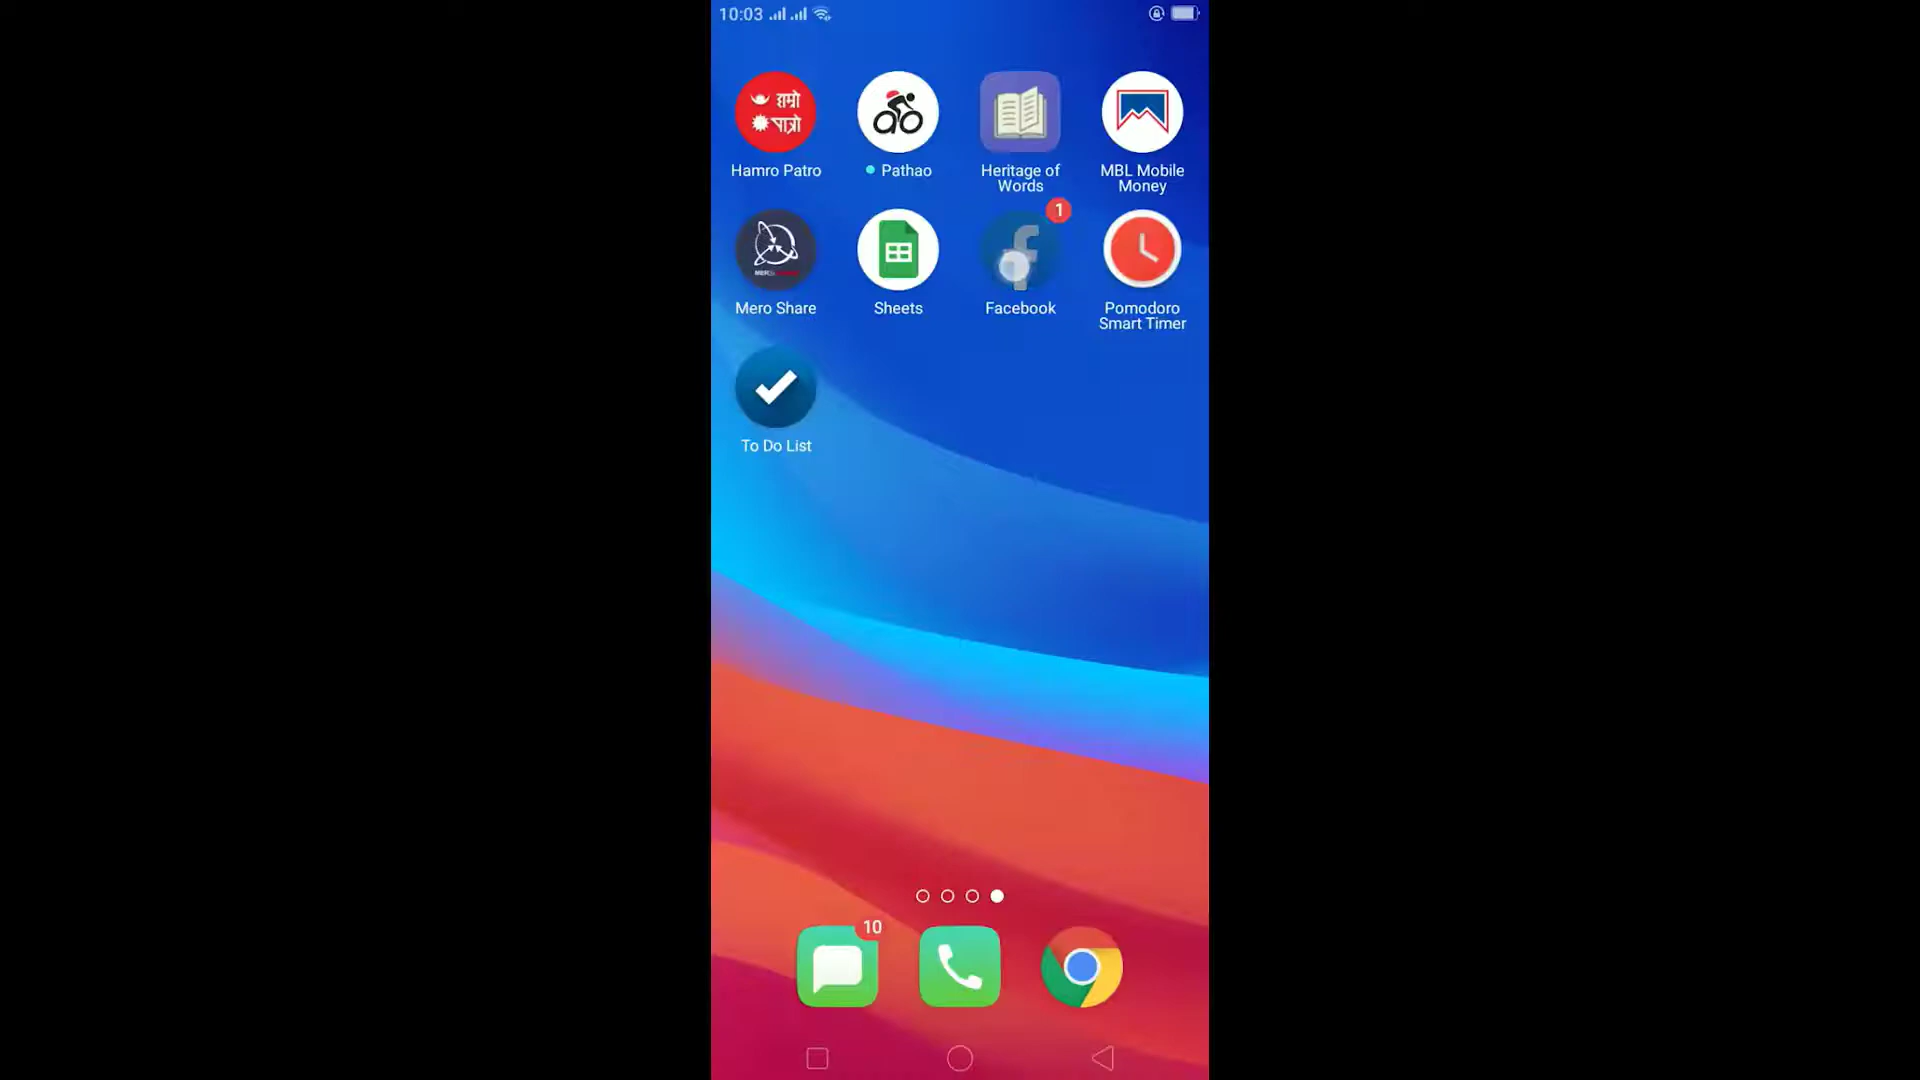 10:03
हाम्रो
पात्रो
Hamro Patro
Pathao
Heritage of
Words
MBL Mobile
Money
1
Mero Share
Sheets
Facebook
Pomodoro
Smart Timer
To Do List
10